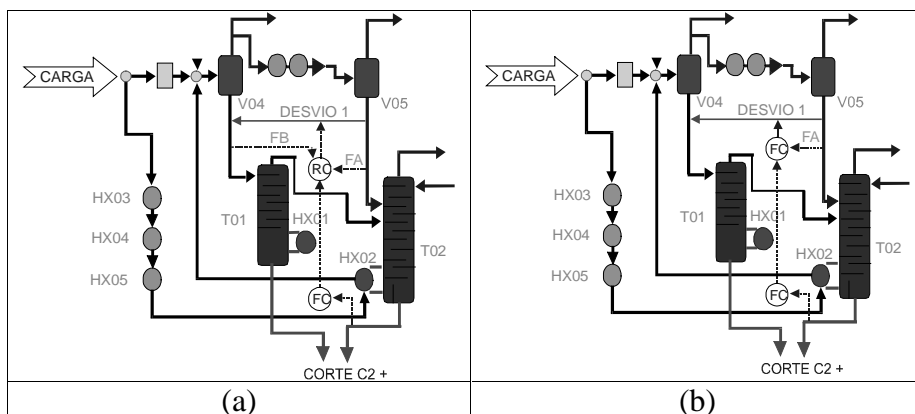 CARGA
V04
V05
DESVIO 1
FB
RC
FA
HX03
HX04
HX05
T01
HX01
HX02
T02
FC
CORTE C2 +
(a)
CARGA
V04
V05
DESVIO 1
FC
FA
HX03
HX04
HX05
T01
HX01
HX02
T02
FC
CORTE C2 +
(b)